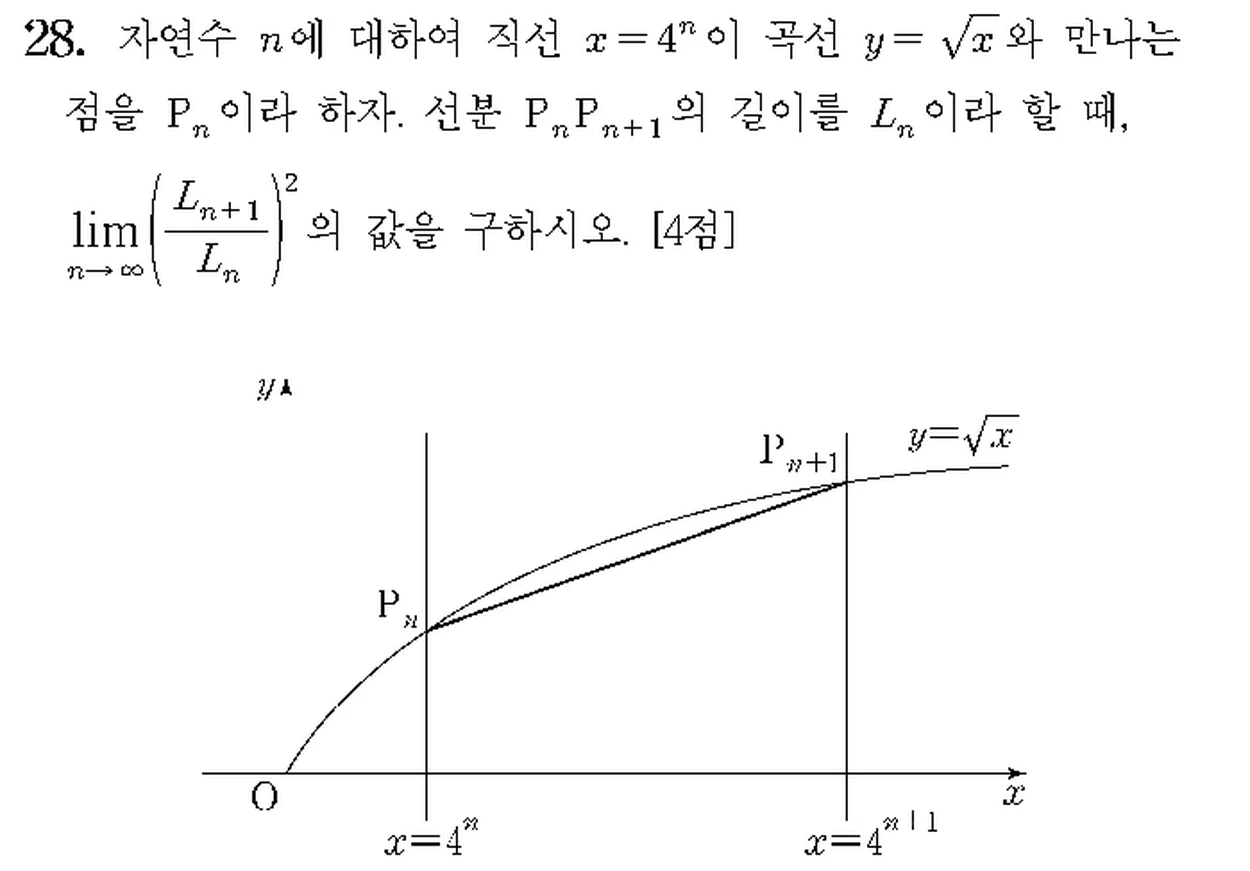 28. 자연수 n에 대하여 직선 x=4ⁿ이 곡선 y=√x와 만나는
점을 Pₙ이라 하자. 선분 PₙPₙ₊₁의 길이를 Lₙ이라 할 때,
lim_{n→∞} (Lₙ₊₁/Lₙ)²의 값을 구하시오. [4점]
y
y=√x
Pₙ₊₁
Pₙ
O
x
x=4ⁿ
x=4ⁿ⁺¹